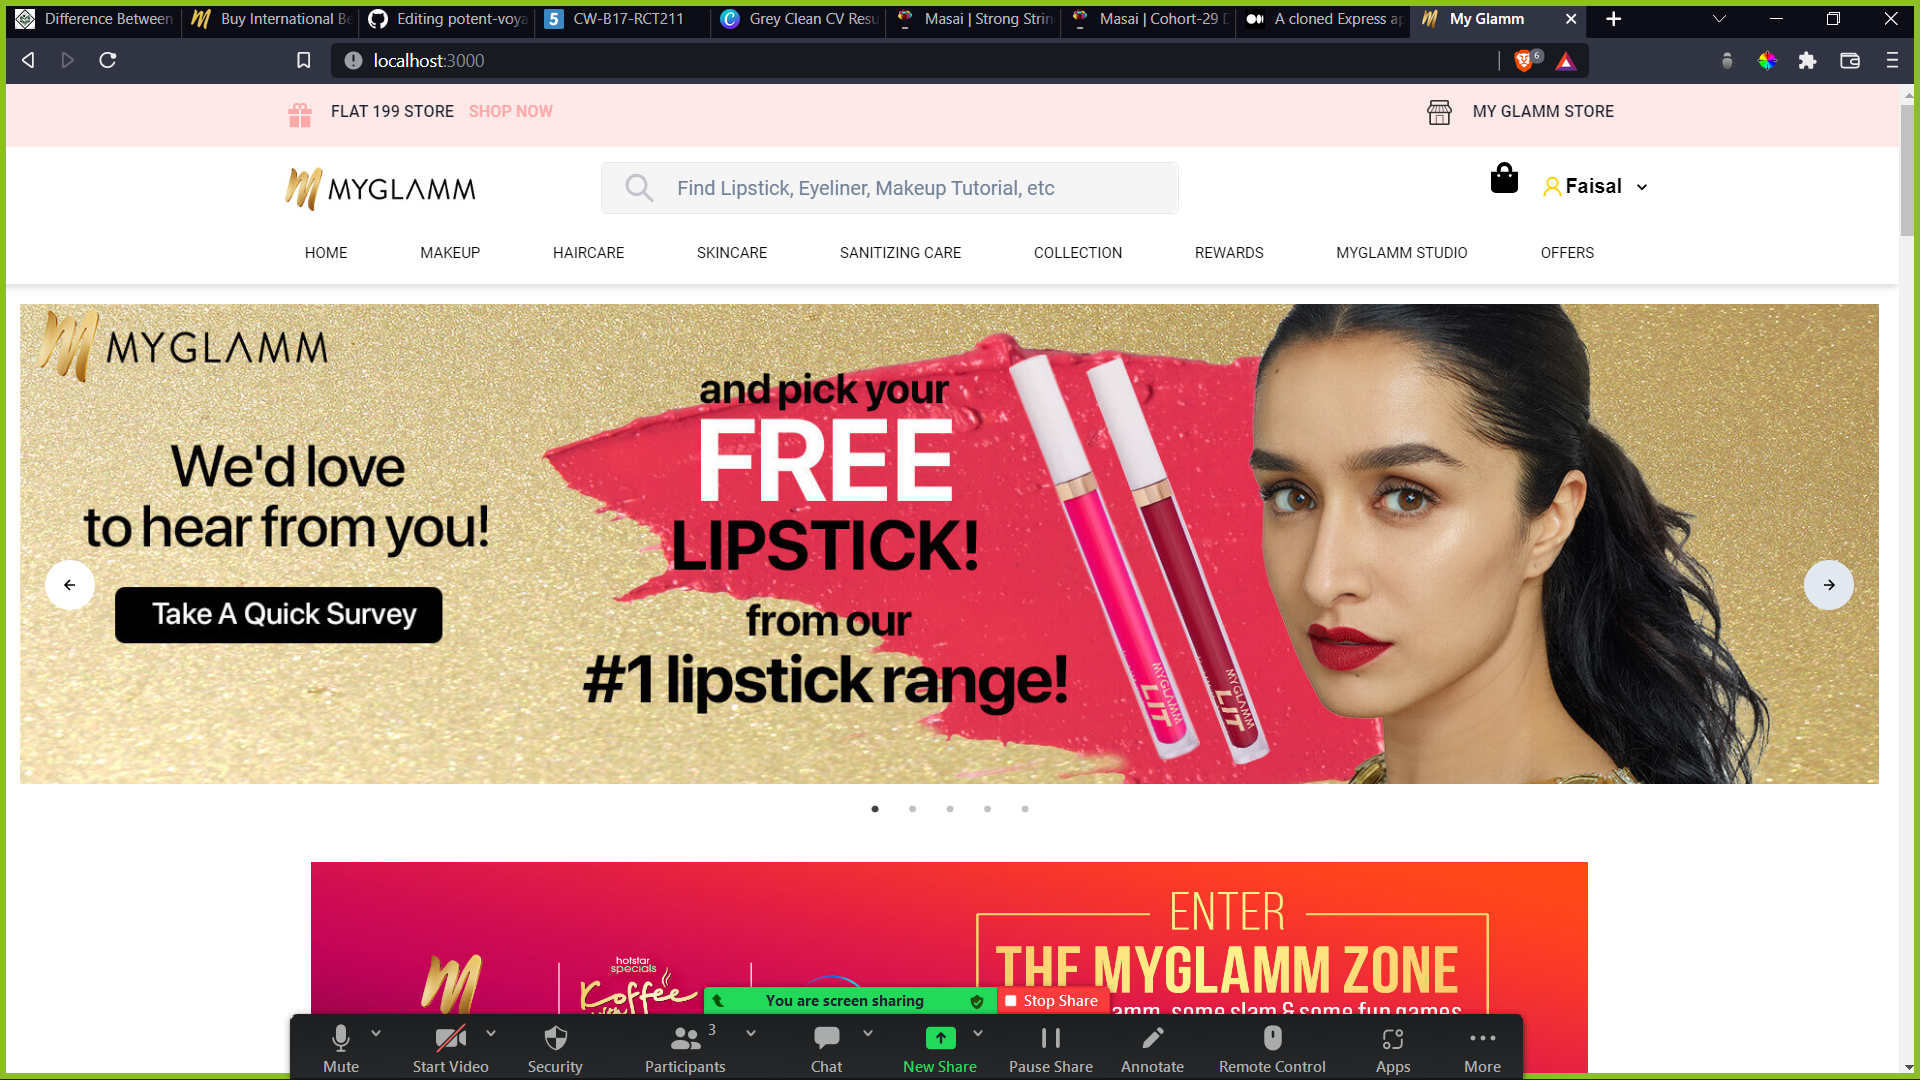 Difference Between
Buy International Be
Editing potent-voya
5 CW-B17-RCT211
Grey Clean CV Resu
Masai | Strong Strin
Masai | Cohort-29 D
A cloned Express ap
My Glamm
localhost:3000
6
FLAT 199 STORE SHOP NOW
MY GLAMM STORE
MYGLAMM
Find Lipstick, Eyeliner, Makeup Tutorial, etc
Faisal
HOME MAKEUP HAIRCARE SKINCARE SANITIZING CARE COLLECTION REWARDS MYGLAMM STUDIO OFFERS
MYGLAMM
We'd love
to hear from you!
Take A Quick Survey
and pick your
FREE
LIPSTICK!
from our
#1 lipstick range!
MYGLAMM
LIT
MYGLAMM
LIT
ENTER
THE MYGLAMM ZONE
amm, some slam & some fun games
hotstar
specials
Koffee
You are screen sharing
Stop Share
Mute
Start Video
Security
Participants
3
Chat
New Share
Pause Share
Annotate
Remote Control
Apps
More